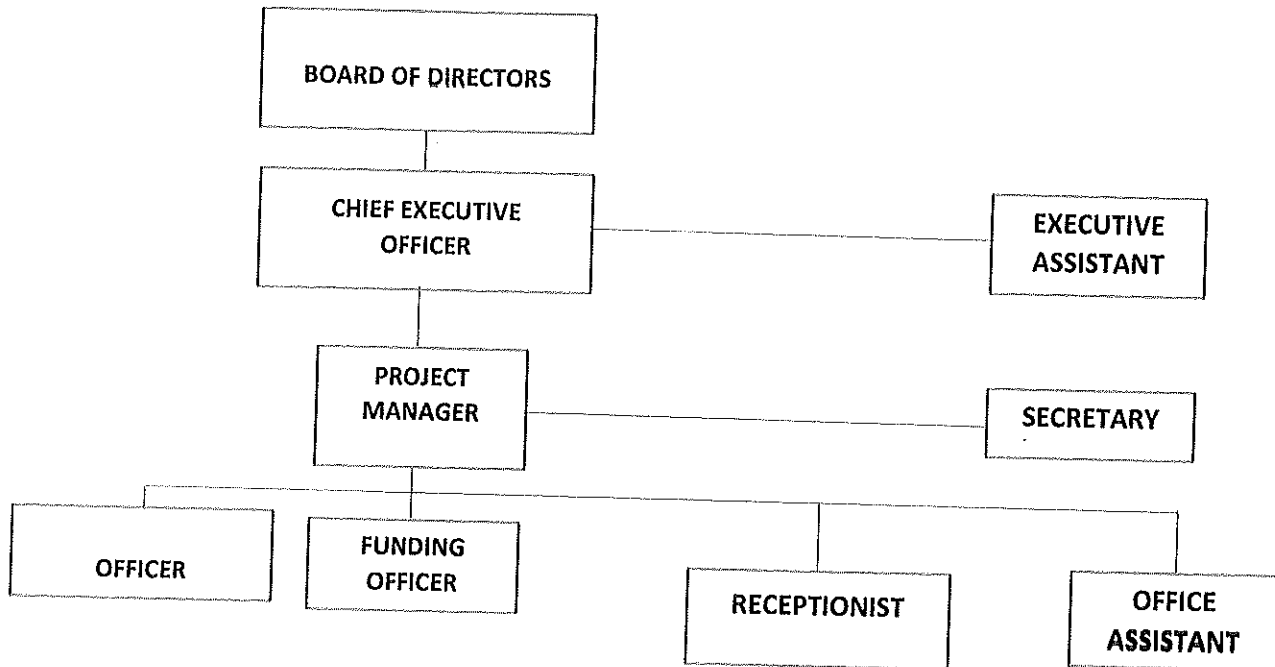 BOARD OF DIRECTORS
CHIEF EXECUTIVE
OFFICER
EXECUTIVE
ASSISTANT
PROJECT
MANAGER
SECRETARY
OFFICER
FUNDING
OFFICER
RECEPTIONIST
OFFICE
ASSISTANT